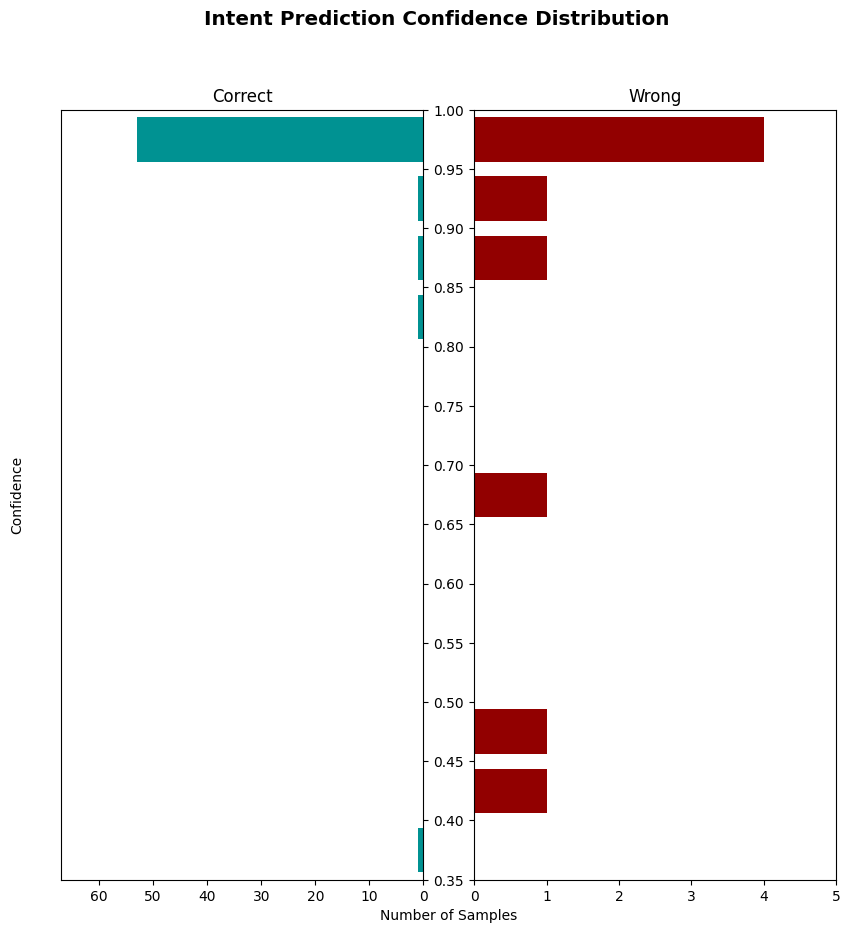 Intent Prediction Confidence Distribution
Correct
Wrong
1.00
0.95
0.90
0.85
0.80
0.75
0.70
0.65
0.60
0.55
0.50
0.45
0.40
0.35
Confidence
60 50 40 30 20 10 0
0 1 2 3 4 5
Number of Samples